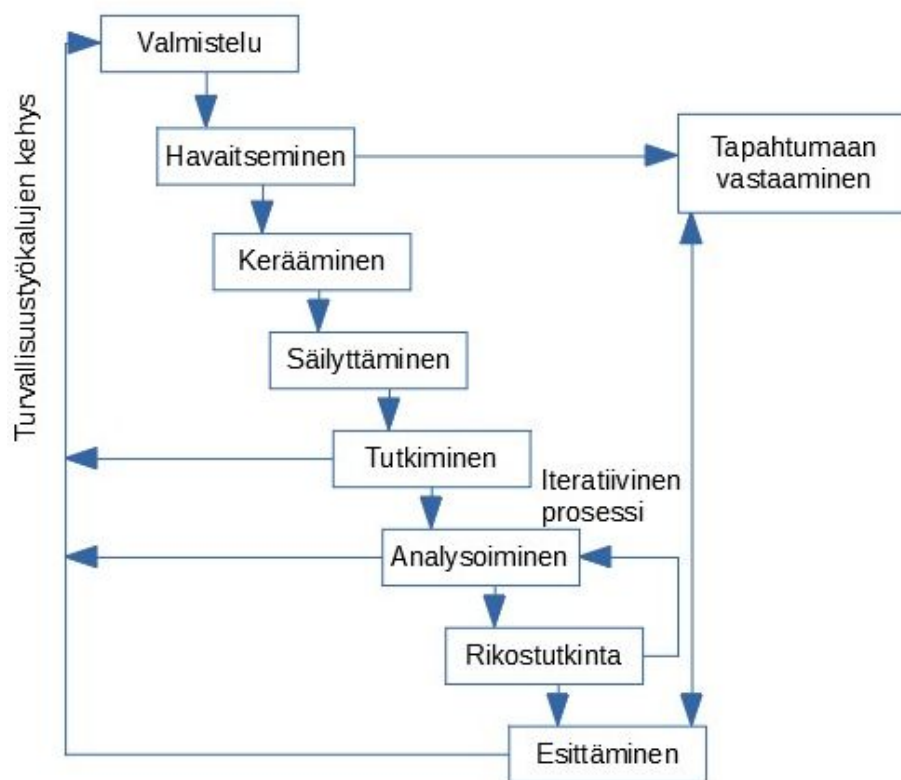 Valmistelu
Turvallisuustyökalujen kehys
Havaitseminen
Tapahtumaan
vastaaminen
Kerääminen
Säilyttäminen
Tutkiminen
Iteratiivinen
prosessi
Analysoiminen
Rikostutkinta
Esittäminen